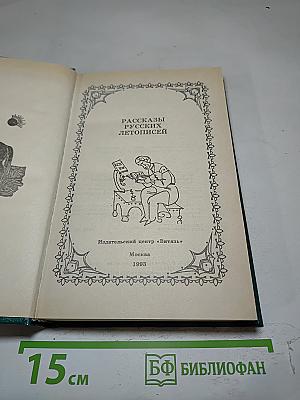 РАССКАЗЫ
РУССКИХ
ЛЕТОПИСЕЙ
Издательский центр «Витязь»
Москва
1993
15 см
БФ БИБЛИОФАН